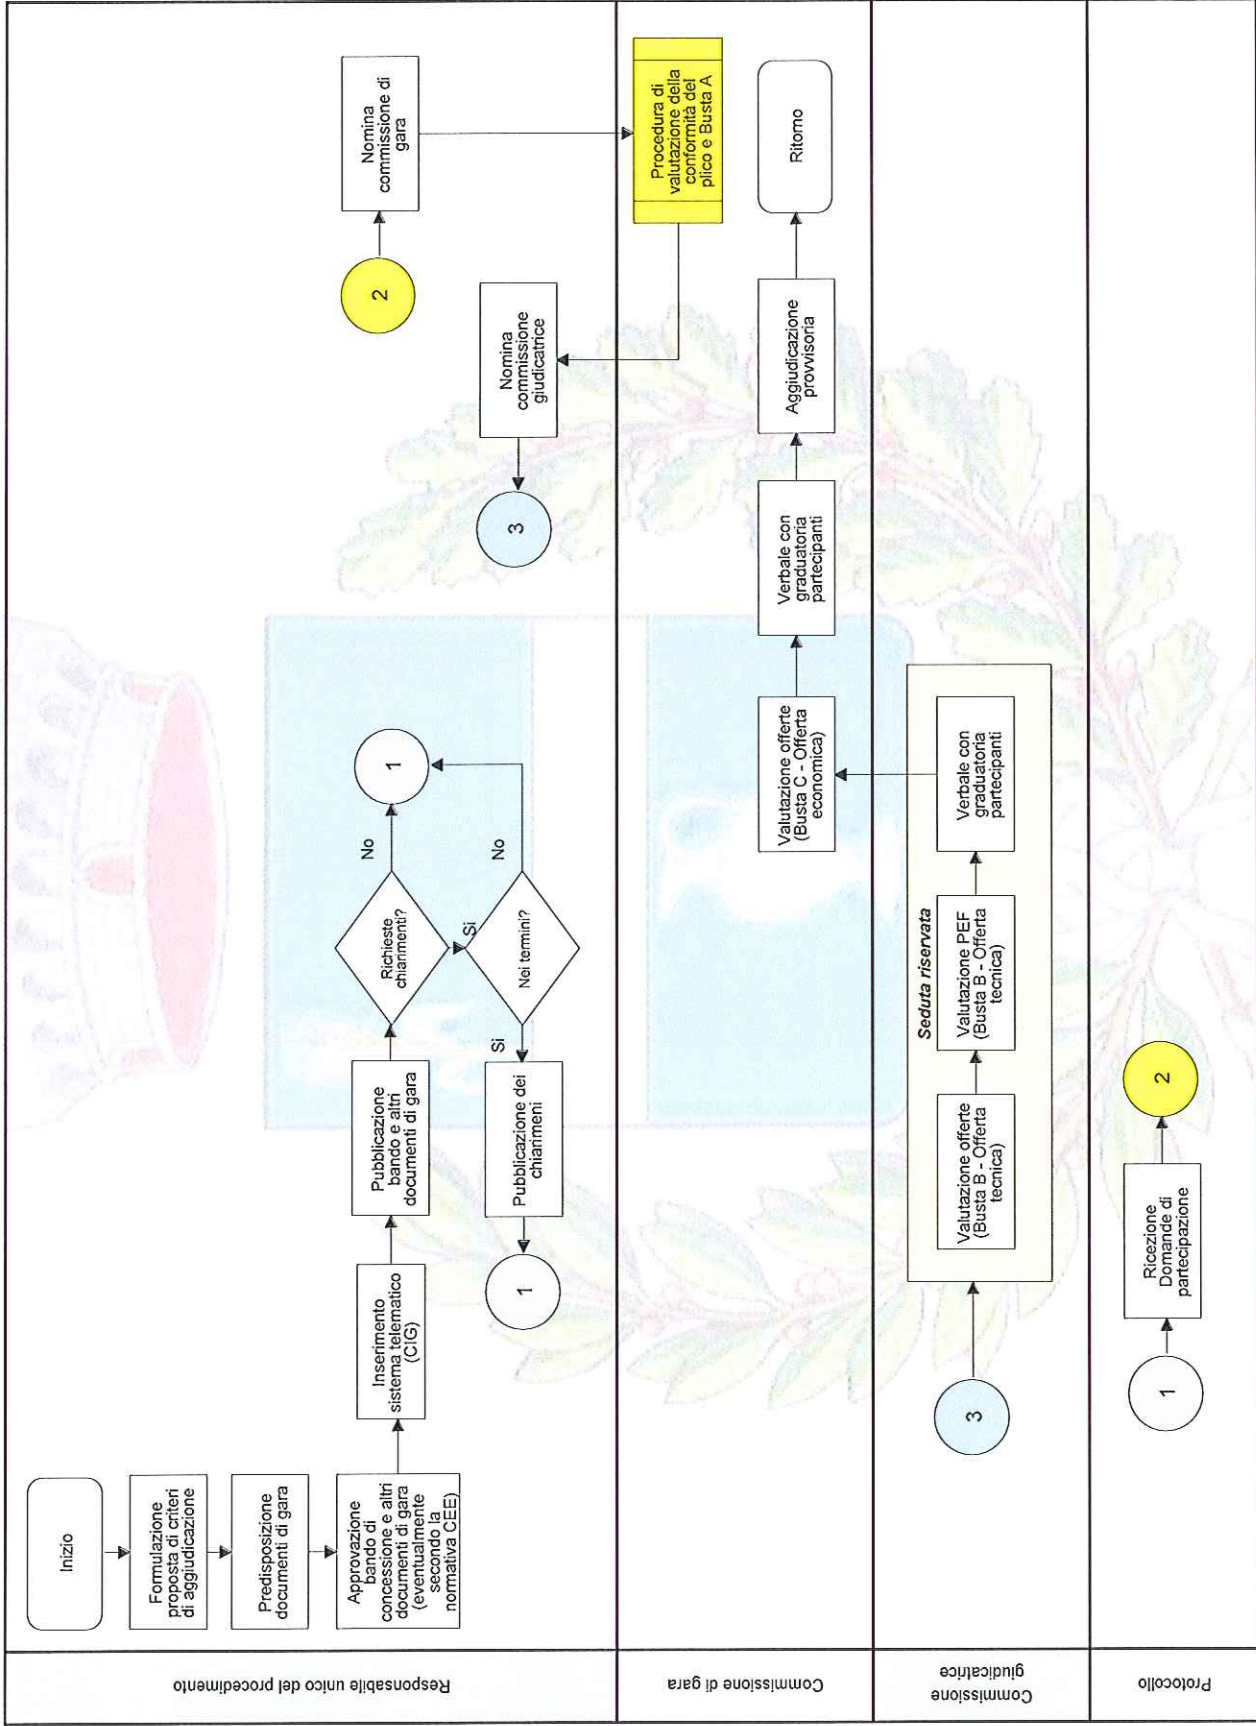 Responsabile unico del procedimento
Inizio
Formulazione
proposta di criteri
di aggiudicazione
Predisposizione
documenti di gara
Approvazione
bando di
concessione e altri
documenti di gara
(eventualmente
secondo la
normativa CEE)
Inserimento
sistema telematico
(CIG)
Pubblicazione
bando e altri
documenti di gara
Richieste
chiarimenti?
No
1
Si
Nei termini?
No
Si
Pubblicazione dei
chiarimeni
1
2
Nomina
commissione di
gara
Nomina
commissione
giudicatrice
3
Commissione di gara
Procedura di
valutazione della
conformità del
plico e Busta A
Valutazione offerte
(Busta C - Offerta
economica)
Verbale con
graduatoria
partecipanti
Aggiudicazione
provvisoria
Ritorno
Commissione
giudicatrice
3
Seduta riservata
Valutazione offerte
(Busta B - Offerta
tecnica)
Valutazione PEF
(Busta B - Offerta
tecnica)
Verbale con
graduatoria
partecipanti
Protocollo
1
Ricezione
Domande di
partecipazione
2